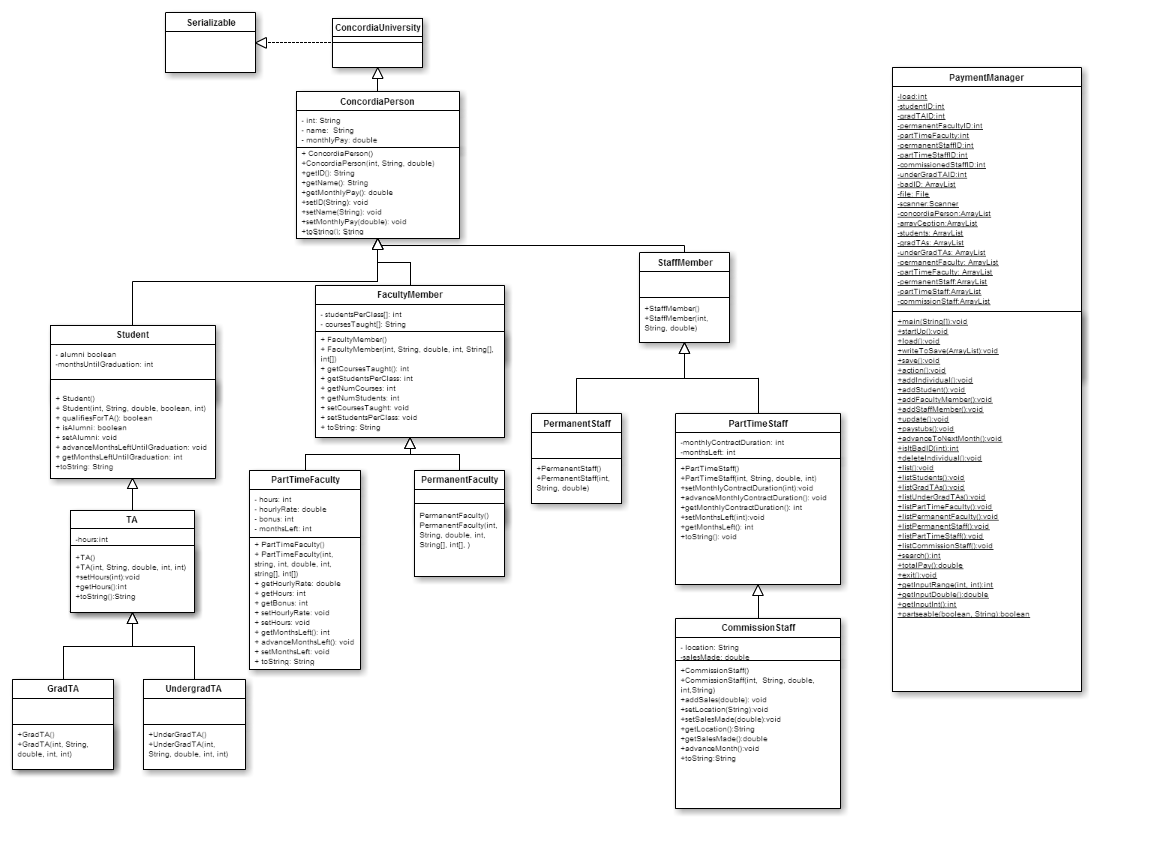 Serializable
ConcordiaUniversity
ConcordiaPerson
- int: String
- name: String
- monthlyPay: double
+ ConcordiaPerson()
+ConcordiaPerson(int, String, double)
+getID(): String
+getName(): String
+getMonthlyPay(): double
+setID(String): void
+setName(String): void
+setMonthlyPay(double): void
+toString(): String
StaffMember
+StaffMember()
+StaffMember(int,
String, double)
FacultyMember
- studentsPerClass[]: int
- coursesTaught[]: String
+ FacultyMember()
+ FacultyMember(int, String, double, int, String[],
int[])
+ getCoursesTaught(): int
+ getStudentsPerClass: int
+ getNumCourses: int
+ getNumStudents: int
+ setCoursesTaught: void
+ setStudentsPerClass: void
+ toString: String
Student
- alumni boolean
-monthsUntilGraduation: int
+ Student()
+ Student(int, String, double, boolean, int)
+ qualifiesForTA(): boolean
+ isAlumni: boolean
+ setAlumni: void
+ advanceMonthsLeftUntilGraduation: void
+ getMonthsLeftUntilGraduation: int
+toString: String
PermanentStaff
+PermanentStaff()
+PermanentStaff(int,
String, double)
PartTimeStaff
-monthlyContractDuration: int
-monthsLeft: int
+PartTimeStaff()
+PartTimeStaff(int, String, double, int)
+setMonthlyContractDuration(int):void
+advanceMonthlyContractDuration(): void
+getMonthlyContractDuration(): int
+setMonthsLeft(int):void
+getMonthsLeft(): int
+toString(): void
PartTimeFaculty
- hours: int
- hourlyRate: double
- bonus: int
- monthsLeft: int
+ PartTimeFaculty()
+ PartTimeFaculty(int,
string, int, double, int,
string[], int[])
+ getHourlyRate: double
+ getHours: int
+ getBonus: int
+ setHourlyRate: void
+ setHours: void
+ getMonthsLeft(): int
+ advanceMonthsLeft(): void
+ setMonthsLeft: void
+ toString: String
PermanentFaculty
PermanentFaculty()
PermanentFaculty(int,
String, double, int,
String[], int[], )
TA
-hours:int
+TA()
+TA(int, String, double, int, int)
+setHours(int):void
+getHours():int
+toString():String
GradTA
+GradTA()
+GradTA(int, String,
double, int, int)
UndergradTA
+UnderGradTA()
+UnderGradTA(int,
String, double, int, int)
CommissionStaff
- location: String
-salesMade: double
+CommissionStaff()
+CommissionStaff(int, String, double,
int,String)
+addSales(double): void
+setLocation(String):void
+setSalesMade(double):void
+getLocation():String
+getSalesMade():double
+advanceMonth():void
+toString:String
PaymentManager
-load:int
-studentID:int
-gradTAID:int
-permanentFacultyID:int
-partTimeFaculty:int
-permanentStaffID:int
-partTimeStaffID:int
-commissionedStaffID:int
-underGradTAID:int
-badID: ArrayList
-file: File
-scanner:Scanner
-concordiaPerson:ArrayList
-arrayCeption:ArrayList
-students: ArrayList
-gradTAs: ArrayList
-underGradTAs: ArrayList
-permanentFaculty: ArrayList
-partTimeFaculty: ArrayList
-permanentStaff:ArrayList
-partTimeStaff:ArrayList
-commissionStaff:ArrayList
+main(String[]):void
+startUp():void
+load():void
+writeToSave(ArrayList):void
+save():void
+action():void
+addIndividual():void
+addStudent():void
+addFacultyMember():void
+addStaffMember():void
+update():void
+paystubs():void
+advanceToNextMonth():void
+isItBadID(int):int
+deleteIndividual():void
+list():void
+listStudents():void
+listGradTAs():void
+listUnderGradTAs():void
+listPartTimeFaculty():void
+listPermanentFaculty():void
+listPermanentStaff():void
+listPartTimeStaff():void
+listCommissionStaff():void
+search():int
+totalPay():double
+exit():void
+getInputRange(int, int):int
+getInputDouble():double
+getInputInt():int
+partseable(boolean, String):boolean